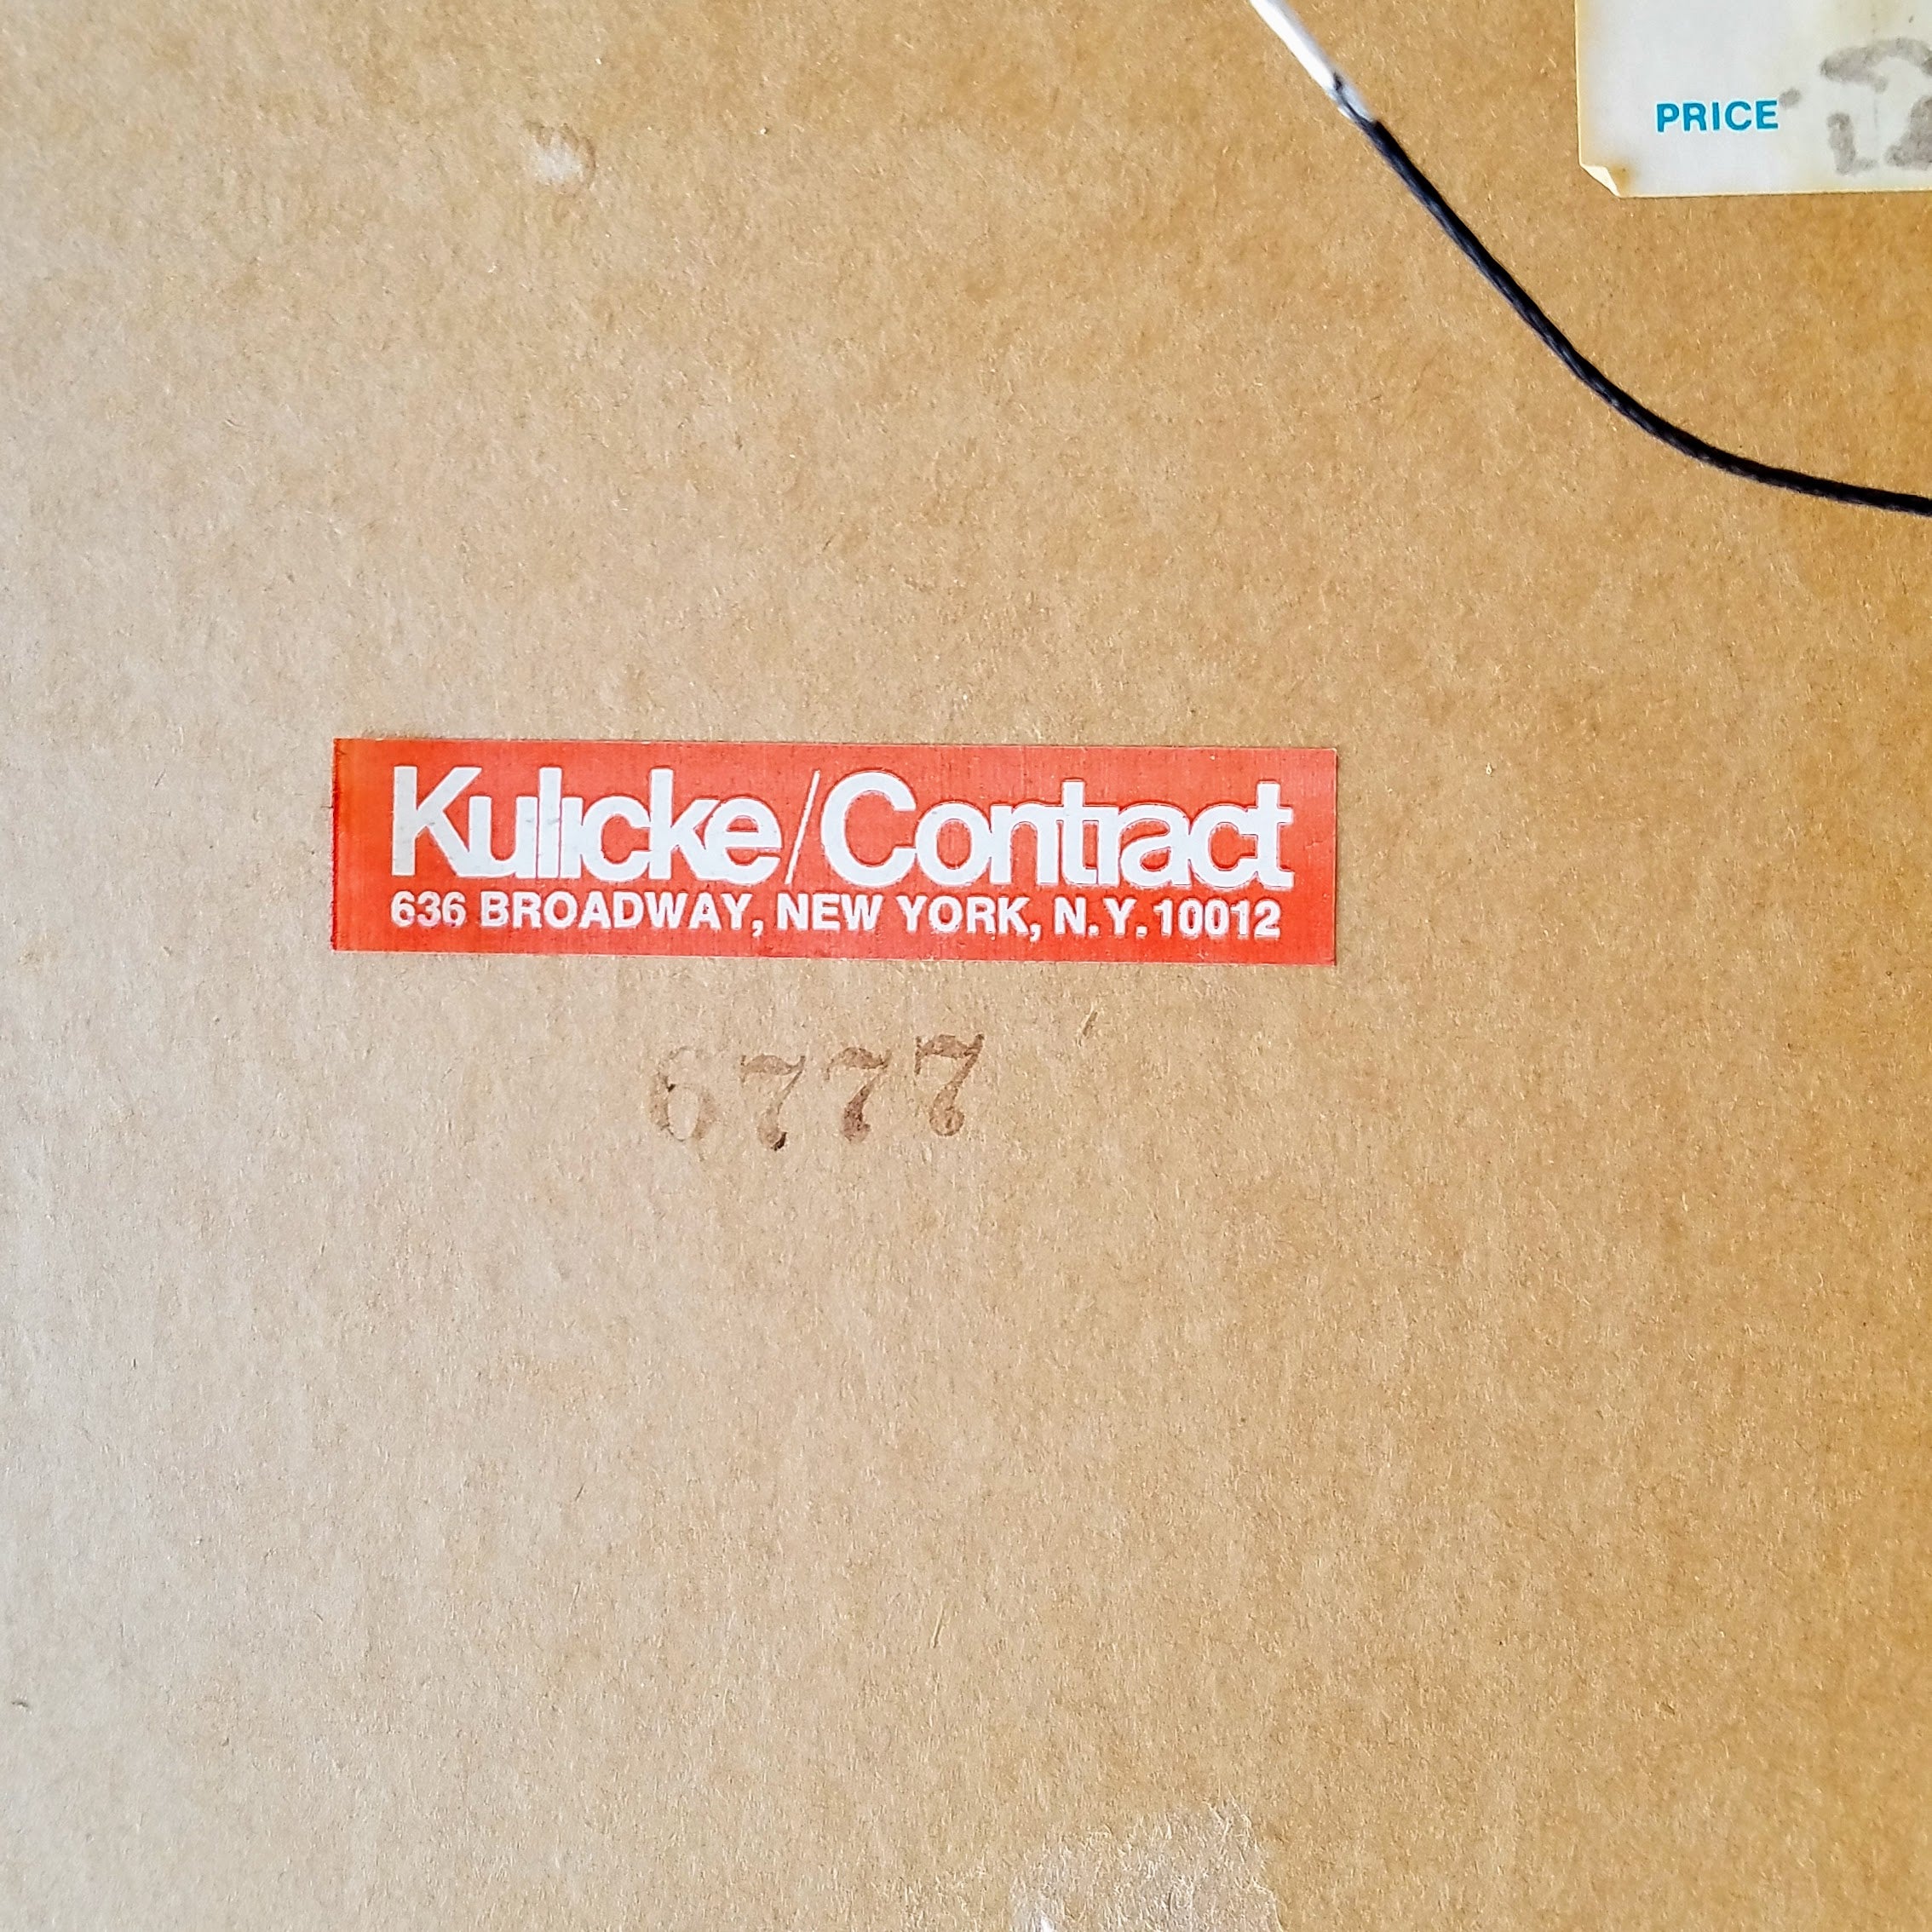 PRICE
Kulicke/Contract
636 BROADWAY, NEW YORK, N.Y. 10012
6777